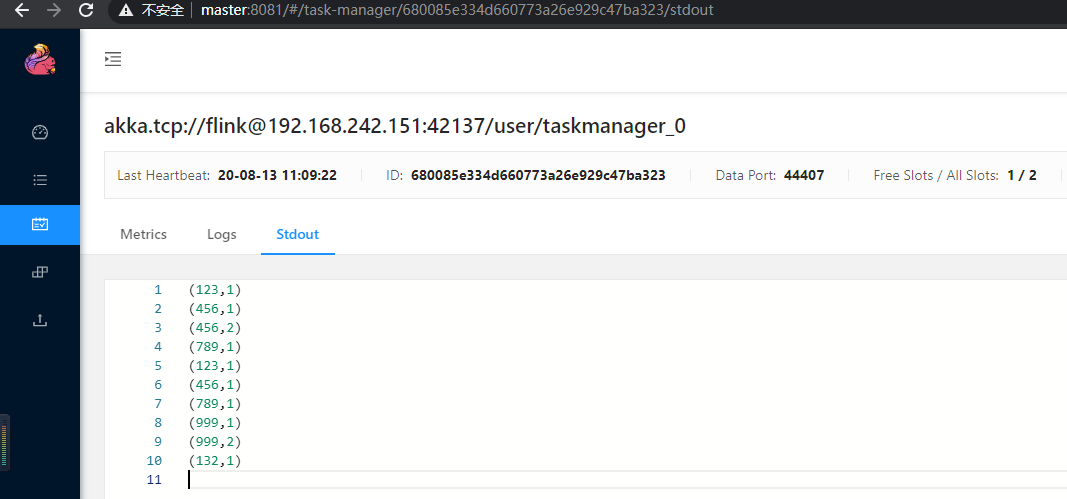 不安全 master:8081/#/task-manager/680085e334d660773a26e929c47ba323/stdout
akka.tcp://flink@192.168.242.151:42137/user/taskmanager_0
Last Heartbeat: 20-08-13 11:09:22 ID: 680085e334d660773a26e929c47ba323 Data Port: 44407 Free Slots / All Slots: 1 / 2
Metrics Logs Stdout
1 (123,1)
2 (456,1)
3 (456,2)
4 (789,1)
5 (123,1)
6 (456,1)
7 (789,1)
8 (999,1)
9 (999,2)
10 (132,1)
11